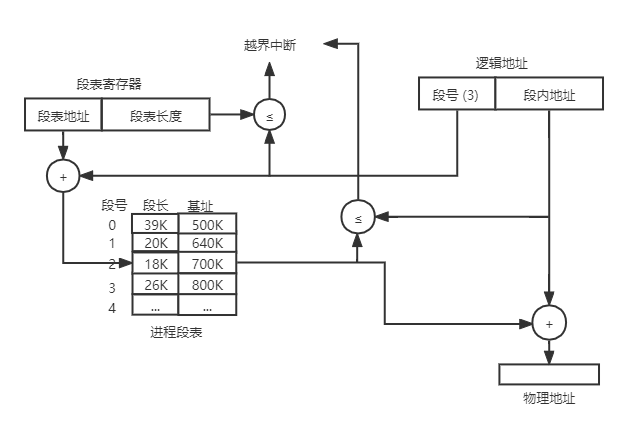 越界中断
逻辑地址
段表寄存器
段号 (3) 段内地址
段表地址 段表长度
≤
+
段号 段长 基址
0 39K 500K
1 20K 640K
≤
2 18K 700K
3 26K 800K
4 ... ...
+
进程段表
物理地址